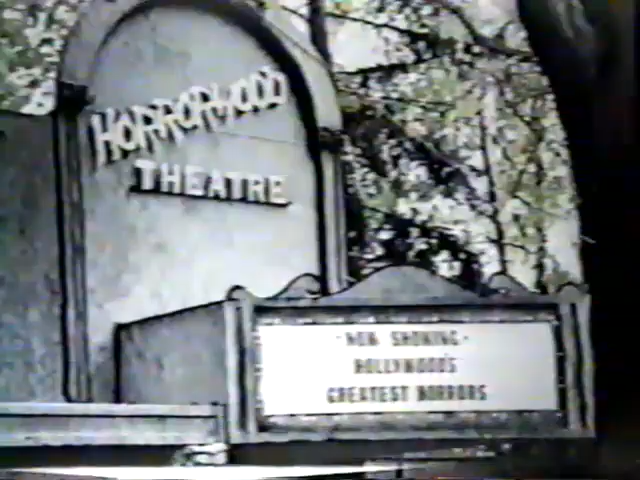 HORRORWOOD
THEATRE
- NOW SHOWING -
HOLLYWOOD'S
GREATEST HORRORS